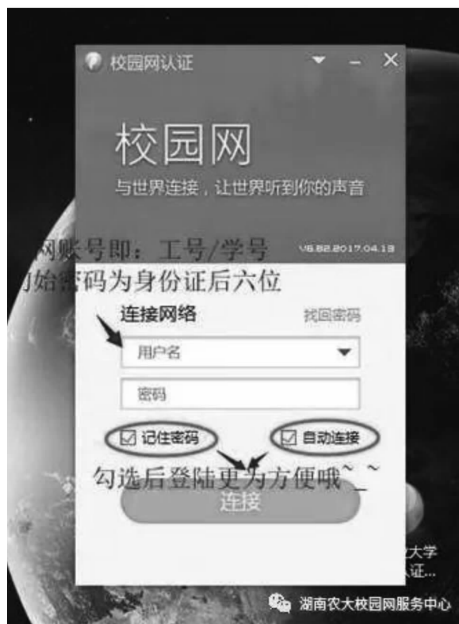 校园网认证
校园网
与世界连接，让世界听到你的声音
V6.82.2017.04.13
网账号即：工号/学号
始密码为身份证后六位
连接网络
找回密码
用户名
密码
记住密码
自动连接
勾选后登陆更为方便哦~_~
连接
大学
证...
湖南农大校园网服务中心